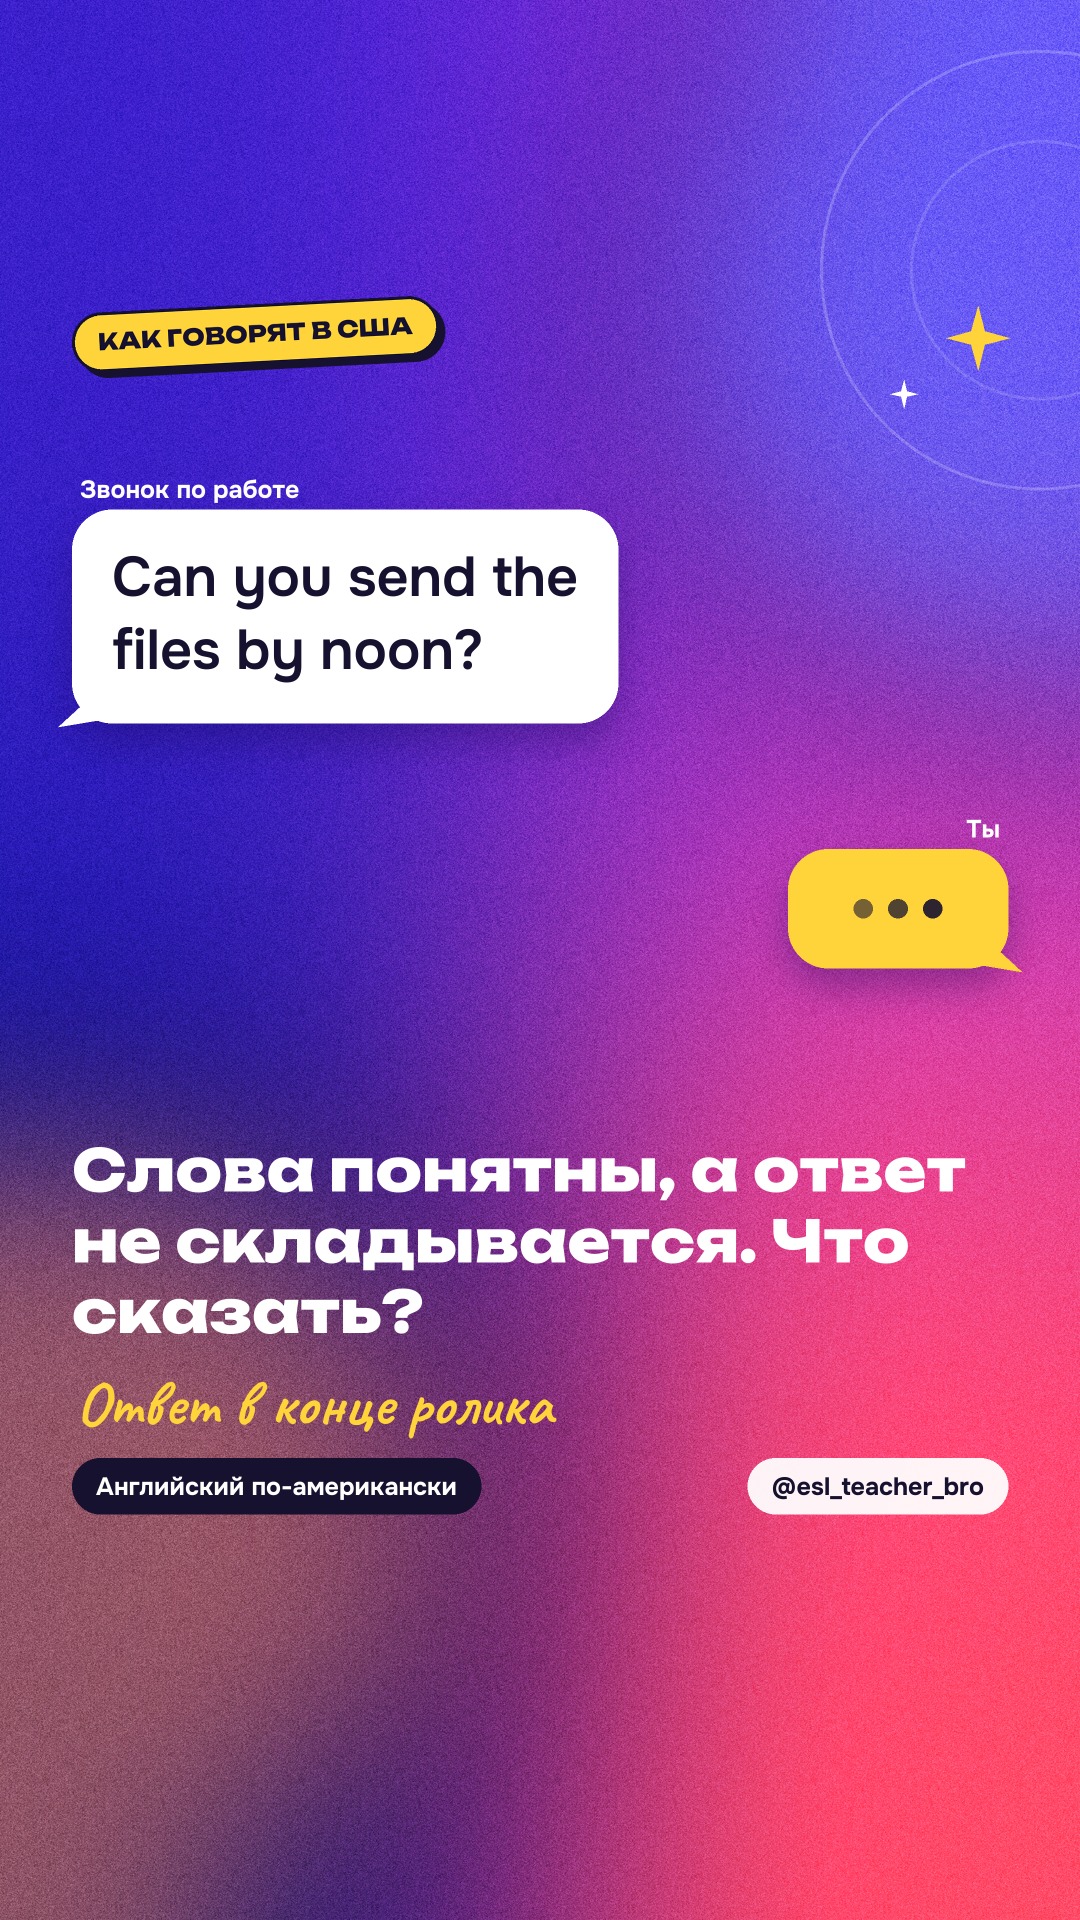 КАК ГОВОРЯТ В США
Звонок по работе
Can you send the
files by noon?
Ты
Слова понятны, а ответ
не складывается. Что
сказать?
Ответ в конце ролика
Английский по-американски
@esl_teacher_bro